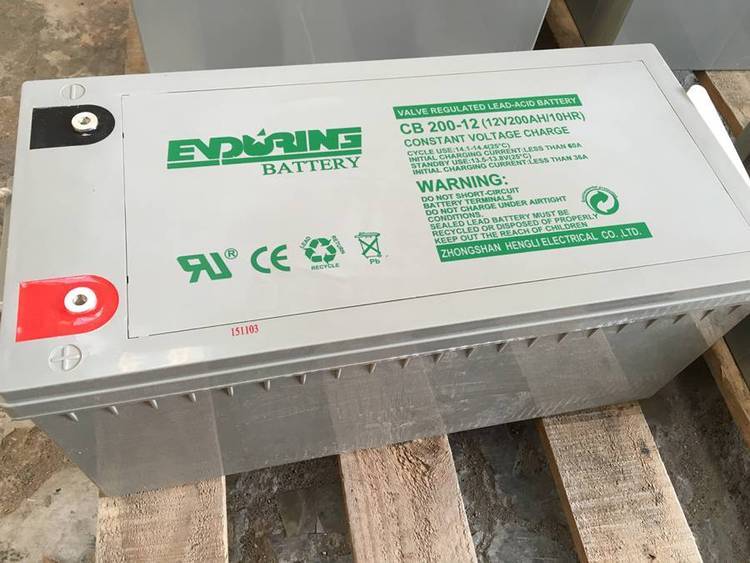 ENDURING
BATTERY
VALVE REGULATED LEAD-ACID BATTERY
CB 200-12 (12V200AH/10HR)
CONSTANT VOLTAGE CHARGE
CYCLE USE:14.1-14.4(25°C)
INITIAL CHARGING CURRENT:LESS THAN 60A
STANDBY USE:13.5-13.8V(25°C)
INITIAL CHARGING CURRENT:LESS THAN 36A
WARNING:
DO NOT SHORT-CIRCUIT
BATTERY TERMINALS
DO NOT CHARGE UNDER AIRTIGHT
CONDITIONS.
SEALED LEAD BATTERY MUST BE
RECYCLED OR DISPOSED OF PROPERLY
KEEP OUT THE REACH OF CHILDREN
ZHONGSHAN HENGLI ELECTRICAL CO., LTD.
RU® CE
LEAD RETURN
RECYCLE
Pb
151103